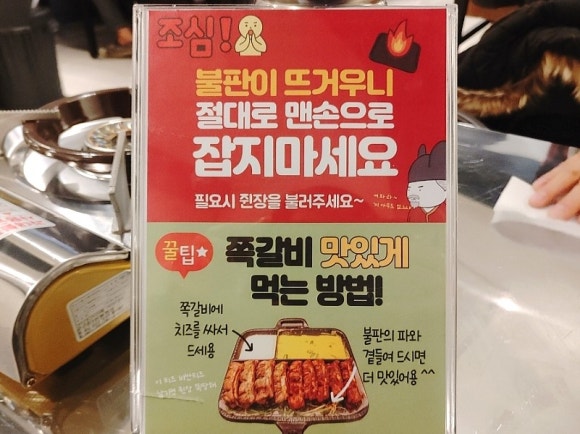 조심!
불판이 뜨거우니
절대로 맨손으로
잡지마세요
필요시 쥔장을 불러주세요~
꿀팁
쪽갈비 맛있게
먹는 방법!
쪽갈비에
치즈를 싸서
드세용
불판의 파와
곁들여 드시면
더 맛있어용 ^^